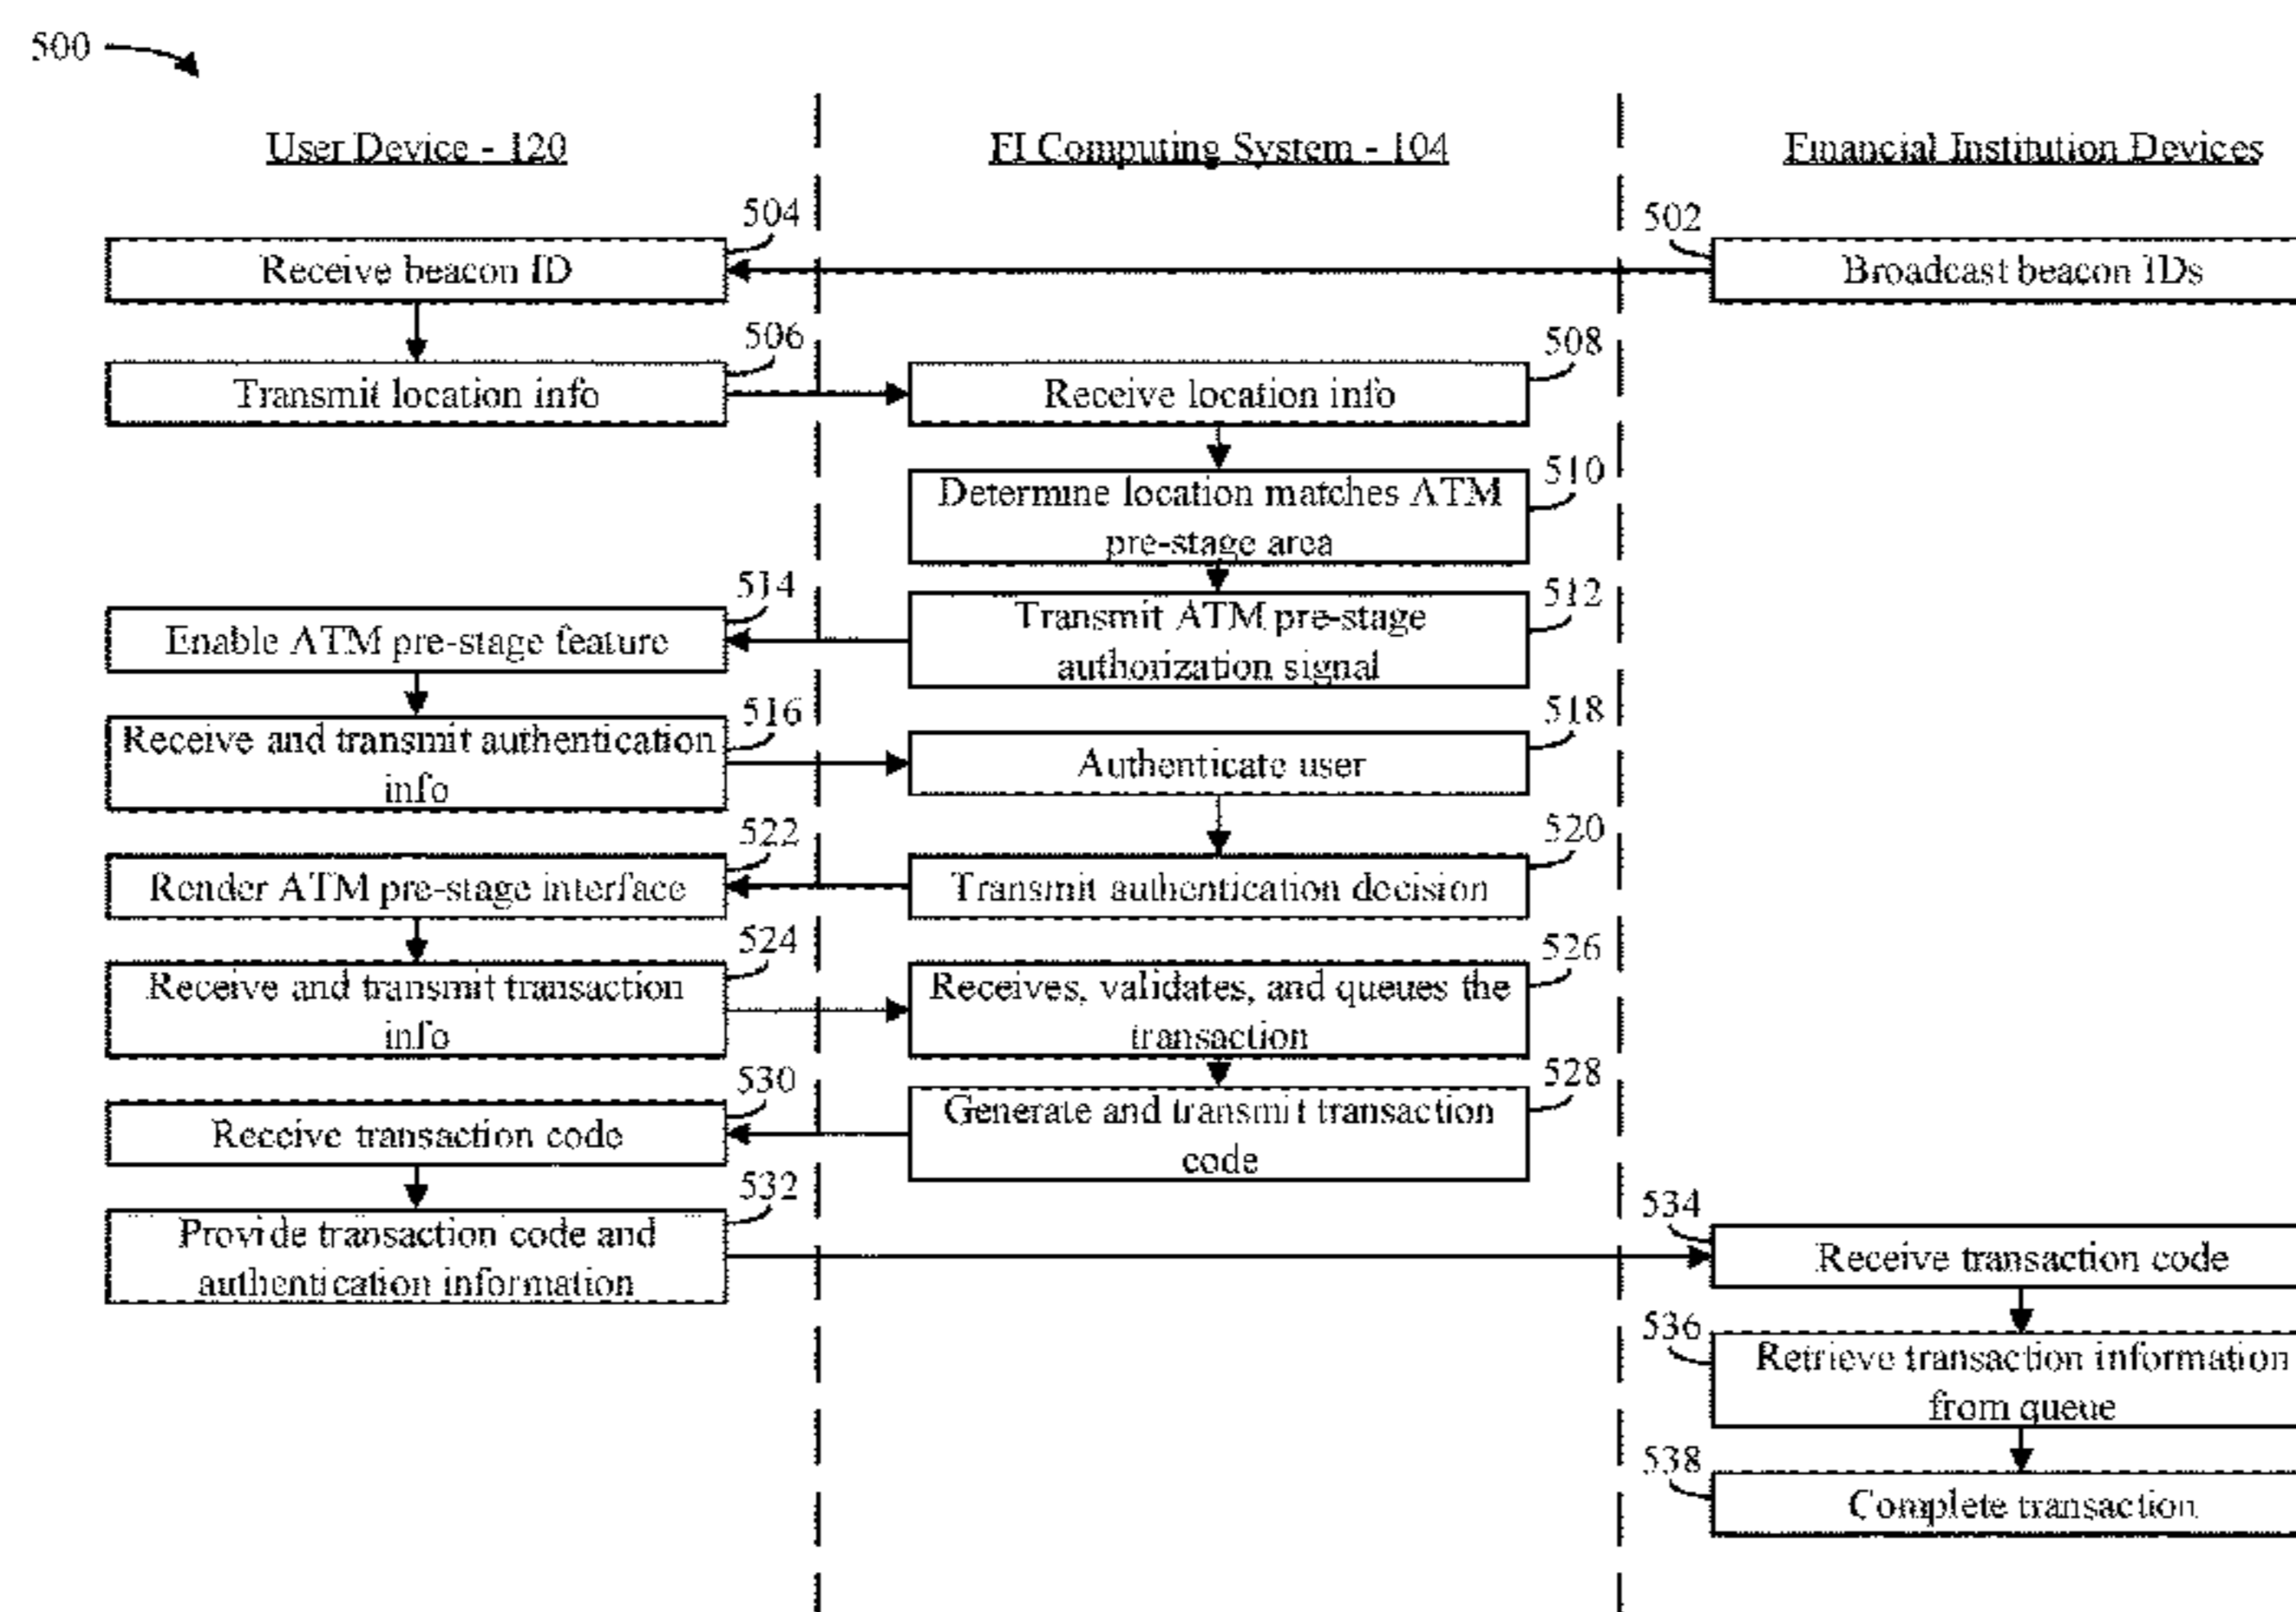 500
User Device - 120
FI Computing System - 104
Financial Institution Devices
504
502
Receive beacon ID
Broadcast beacon IDs
506
508
Transmit location info
Receive location info
510
Determine location matches ATM
pre-stage area
514
512
Enable ATM pre-stage feature
Transmit ATM pre-stage
authorization signal
516
518
Receive and transmit authentication
info
Authenticate user
522
520
Render ATM pre-stage interface
Transmit authentication decision
524
526
Receive and transmit transaction
info
Receives, validates, and queues the
transaction
530
528
Receive transaction code
Generate and transmit transaction
code
532
534
Provide transaction code and
authentication information
Receive transaction code
536
Retrieve transaction information
from queue
538
Complete transaction